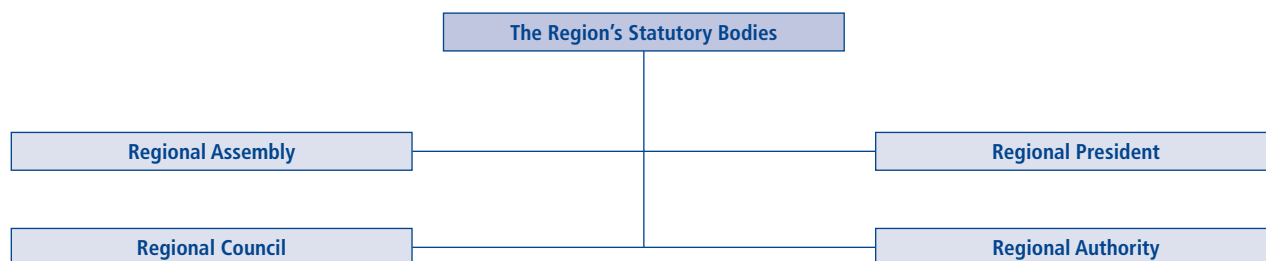 The Region’s Statutory Bodies
Regional Assembly
Regional President
Regional Council
Regional Authority